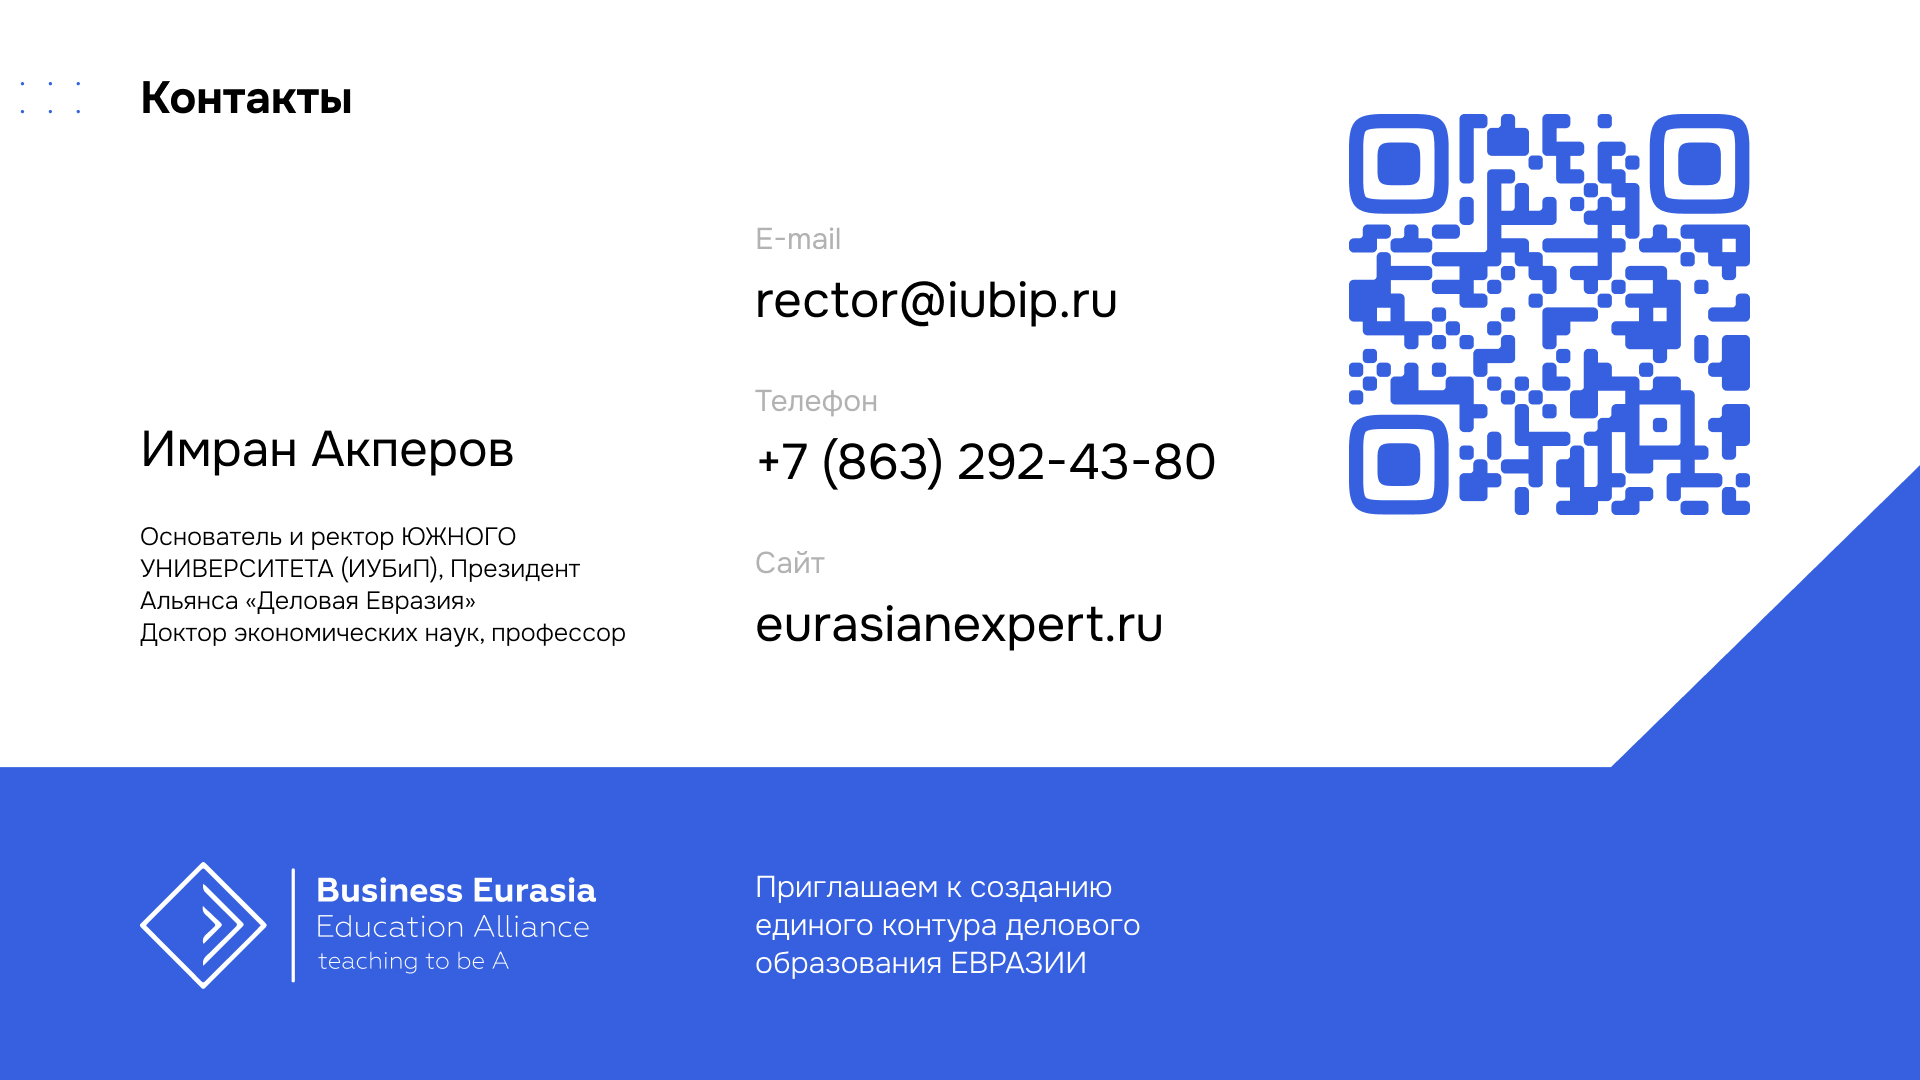 Контакты
Имран Акперов
Основатель и ректор ЮЖНОГО
УНИВЕРСИТЕТА (ИУБиП), Президент
Альянса «Деловая Евразия»
Доктор экономических наук, профессор
E-mail
rector@iubip.ru
Телефон
+7 (863) 292-43-80
Сайт
eurasianexpert.ru
Business Eurasia
Education Alliance
teaching to be A
Приглашаем к созданию
единого контура делового
образования ЕВРАЗИИ